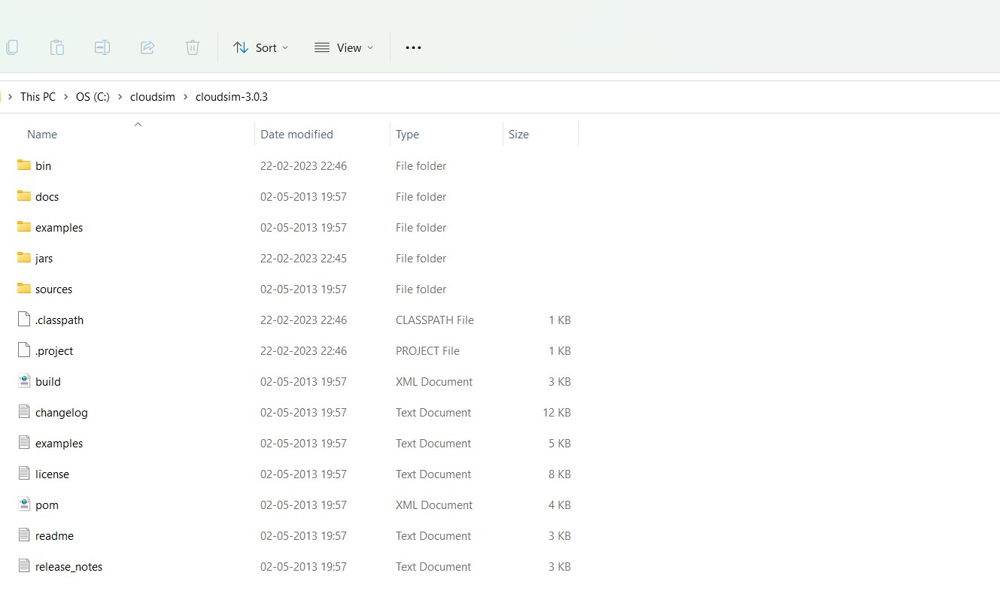 Sort View
This PC OS (C:) cloudsim cloudsim-3.0.3
Name Date modified Type Size
bin 22-02-2023 22:46 File folder
docs 02-05-2013 19:57 File folder
examples 02-05-2013 19:57 File folder
jars 22-02-2023 22:45 File folder
sources 02-05-2013 19:57 File folder
.classpath 22-02-2023 22:46 CLASSPATH File 1 KB
.project 22-02-2023 22:46 PROJECT File 1 KB
build 02-05-2013 19:57 XML Document 3 KB
changelog 02-05-2013 19:57 Text Document 12 KB
examples 02-05-2013 19:57 Text Document 5 KB
license 02-05-2013 19:57 Text Document 8 KB
pom 02-05-2013 19:57 XML Document 4 KB
readme 02-05-2013 19:57 Text Document 3 KB
release_notes 02-05-2013 19:57 Text Document 3 KB